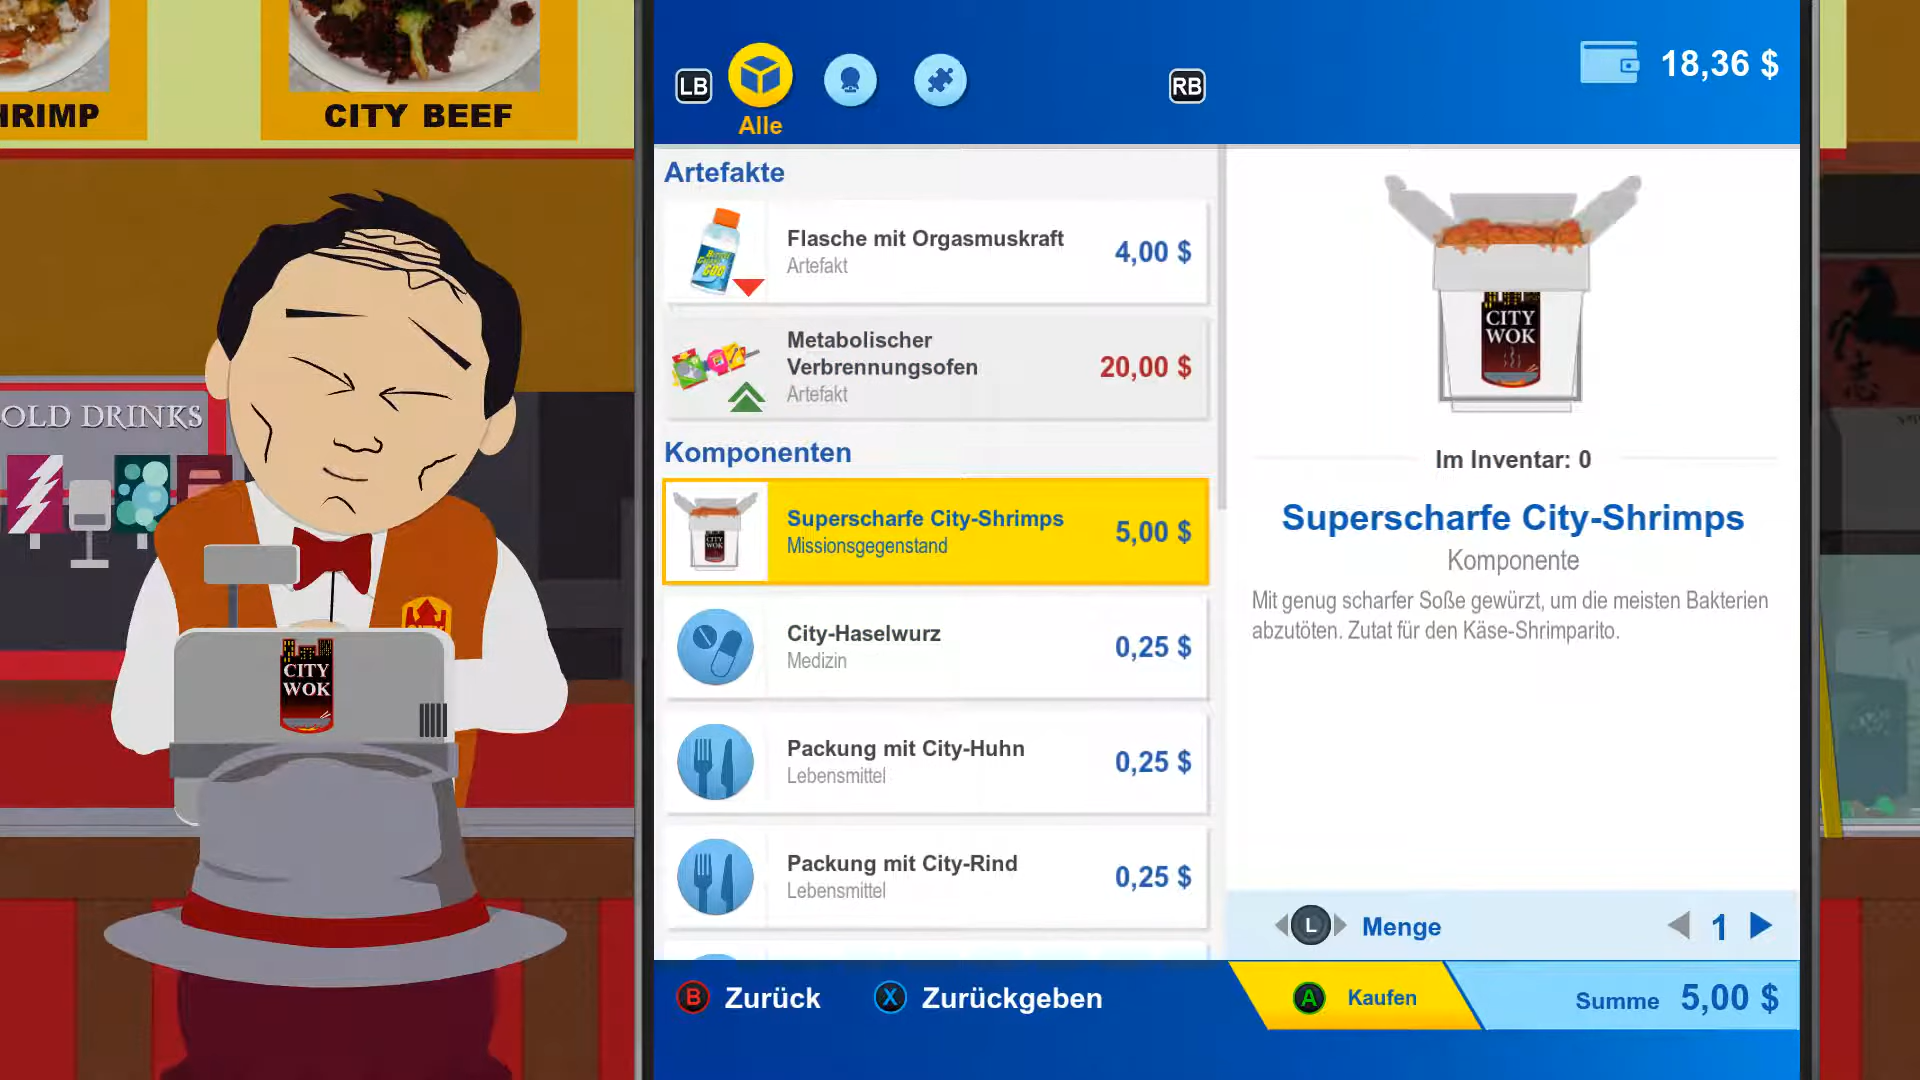 HRIMP
CITY BEEF
OLD DRINKS
CITY
WOK
LB
Alle
RB
18,36 $
Artefakte
Flasche mit Orgasmuskraft
Artefakt
4,00 $
Metabolischer
Verbrennungsofen
Artefakt
20,00 $
Komponenten
CITY
WOK
Superscharfe City-Shrimps
Missionsgegenstand
5,00 $
City-Haselwurz
Medizin
0,25 $
Packung mit City-Huhn
Lebensmittel
0,25 $
Packung mit City-Rind
Lebensmittel
0,25 $
CITY
WOK
Im Inventar: 0
Superscharfe City-Shrimps
Komponente
Mit genug scharfer Soße gewürzt, um die meisten Bakterien
abzutöten. Zutat für den Käse-Shrimparito.
L Menge 1
B Zurück
X Zurückgeben
A Kaufen
Summe 5,00 $